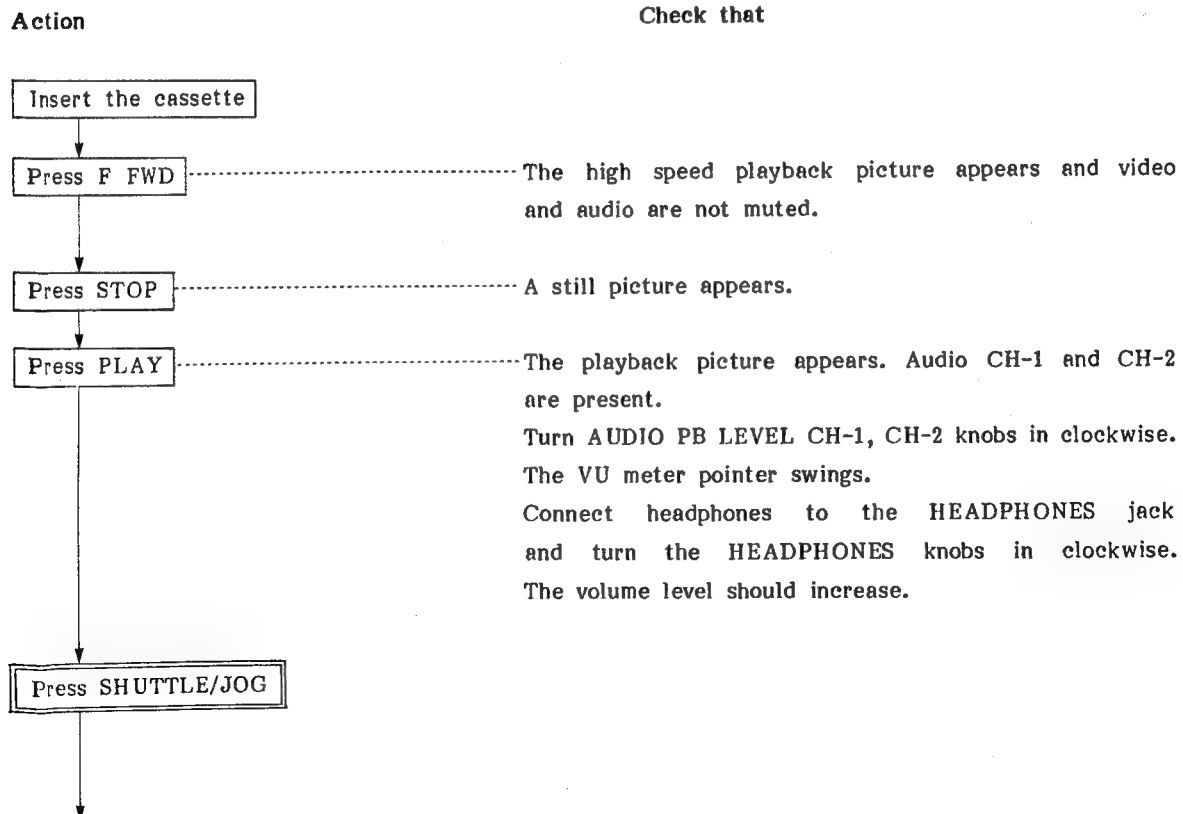 Action
Check that
Insert the cassette
Press F FWD
The high speed playback picture appears and video
and audio are not muted.
Press STOP
A still picture appears.
Press PLAY
The playback picture appears. Audio CH-1 and CH-2
are present.
Turn AUDIO PB LEVEL CH-1, CH-2 knobs in clockwise.
The VU meter pointer swings.
Connect headphones to the HEADPHONES jack
and turn the HEADPHONES knobs in clockwise.
The volume level should increase.
Press SHUTTLE/JOG